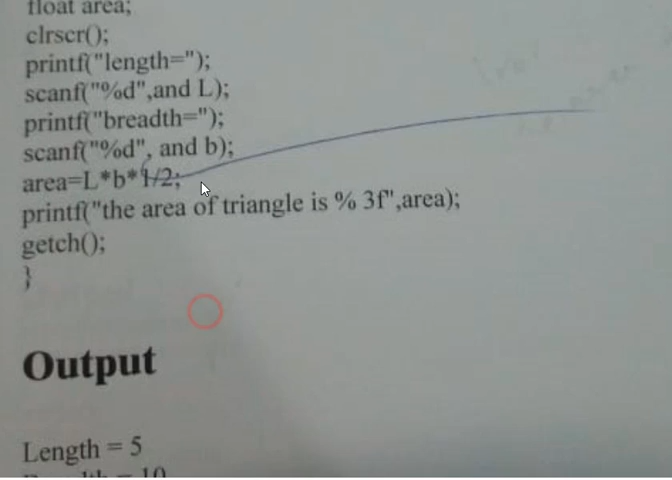 float area;
clrscr();
printf("length=");
scanf("%d",and L);
printf("breadth=");
scanf("%d", and b);
area=L*b*1/2;
printf("the area of triangle is % 3f",area);
getch();
}
Output
Length = 5
= 10